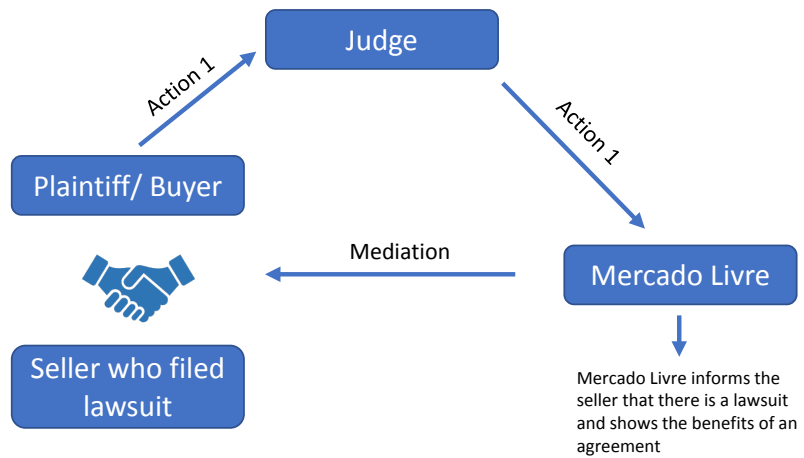 Judge
Action 1
Action 1
Plaintiff/ Buyer
Mediation
Mercado Livre
Seller who filed
lawsuit
Mercado Livre informs the
seller that there is a lawsuit
and shows the benefits of an
agreement